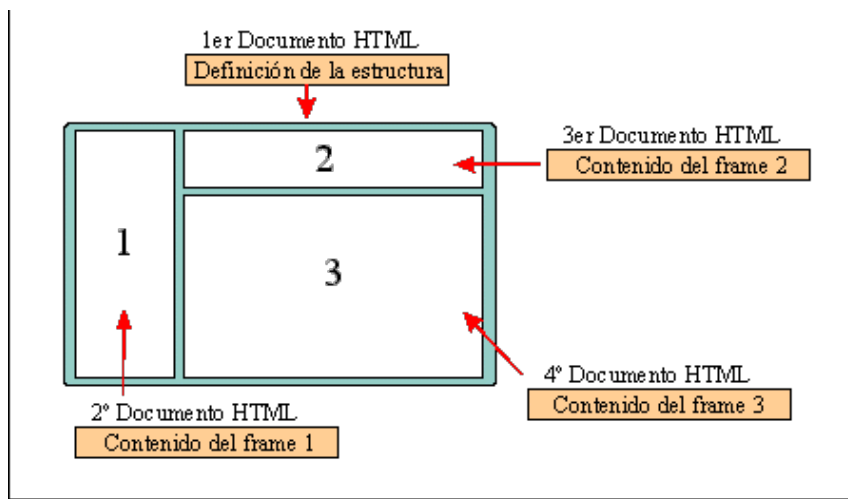 1er Documento HTML
Definición de la estructura
2
3er Documento HTML
Contenido del frame 2
1
3
4º Documento HTML
Contenido del frame 3
2º Documento HTML
Contenido del frame 1